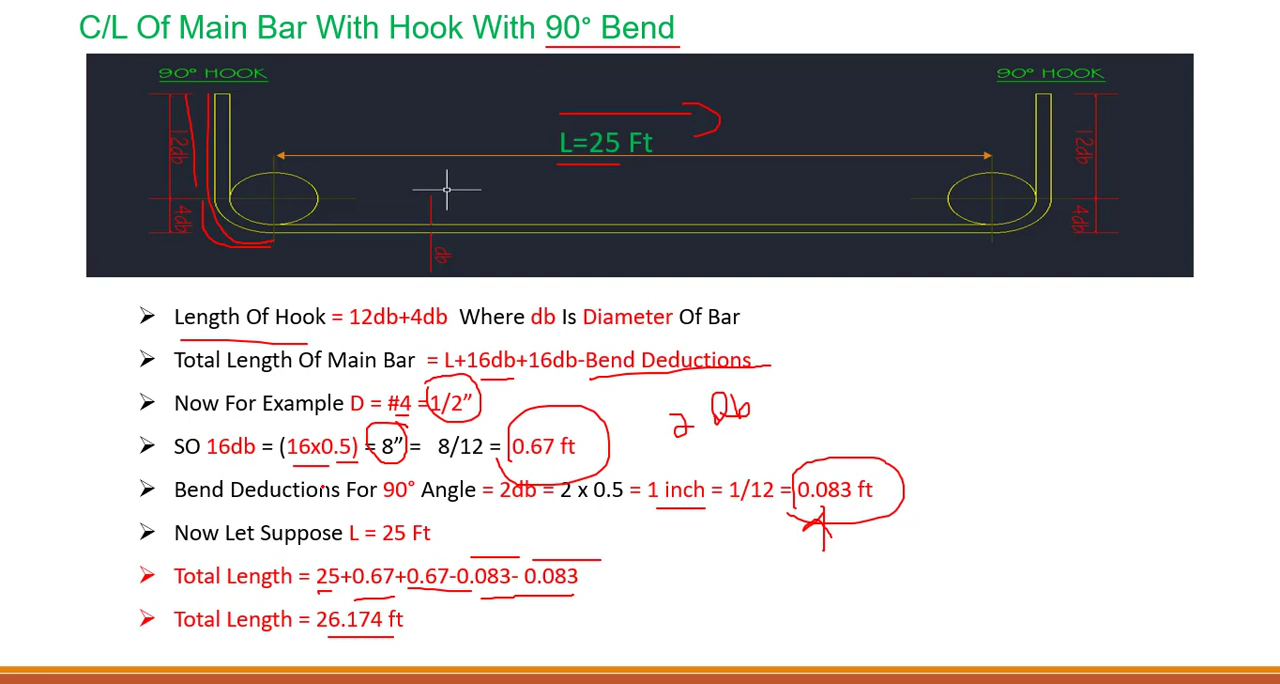 C/L Of Main Bar With Hook With 90° Bend
90° HOOK
90° HOOK
12db
L=25 Ft
12db
4db
4db
db
➢ Length Of Hook = 12db+4db Where db Is Diameter Of Bar
➢ Total Length Of Main Bar = L+16db+16db-Bend Deductions
➢ Now For Example D = #4 =1/2”
2 Db
➢ SO 16db = (16x0.5) = 8” = 8/12 = 0.67 ft
➢ Bend Deductions For 90° Angle = 2db = 2 x 0.5 = 1 inch = 1/12 = 0.083 ft
➢ Now Let Suppose L = 25 Ft
➢ Total Length = 25+0.67+0.67-0.083- 0.083
➢ Total Length = 26.174 ft